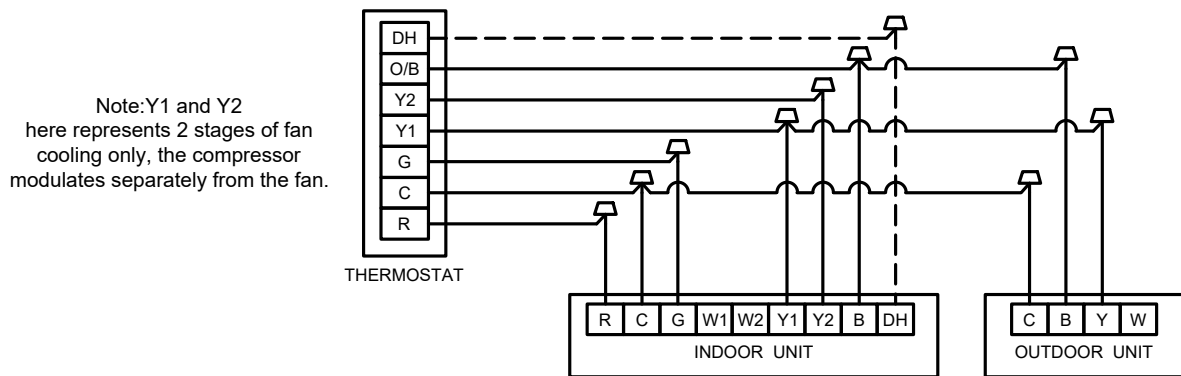 DH
O/B
Y2
Note:Y1 and Y2
here represents 2 stages of fan
cooling only, the compressor
modulates separately from the fan.
Y1
G
C
R
THERMOSTAT
R C G W1 W2 Y1 Y2 B DH
INDOOR UNIT
C B Y W
OUTDOOR UNIT